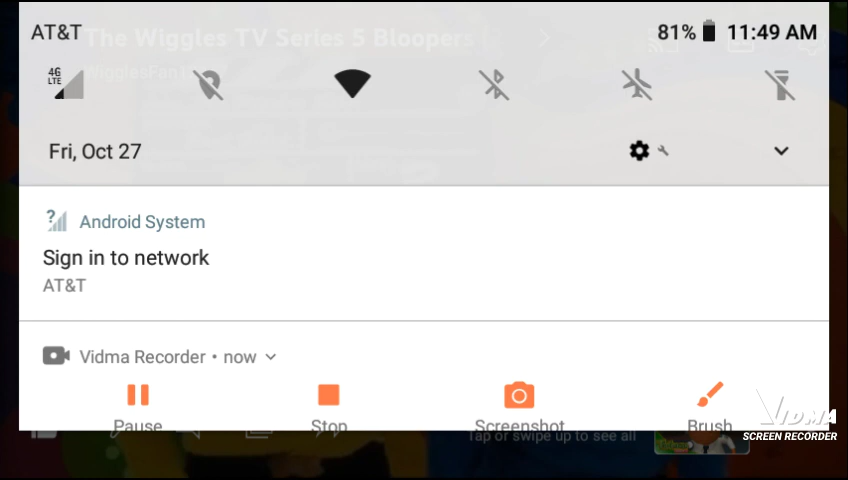 AT&T
The Wiggles TV Series 5 Bloopers
81%
11:49 AM
4G
LTE
Fri, Oct 27
Android System
Sign in to network
AT&T
Vidma Recorder • now
Pause
Stop
Screenshot
Brush
VIDMA
SCREEN RECORDER
Tap or swipe up to see all